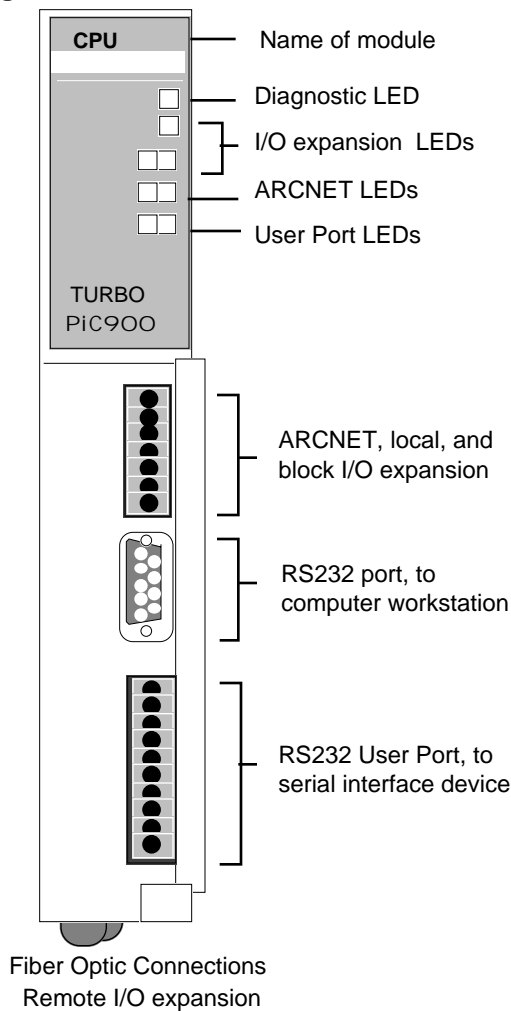 CPU
Name of module
Diagnostic LED
I/O expansion LEDs
ARCNET LEDs
User Port LEDs
TURBO
PiC900
ARCNET, local, and
block I/O expansion
RS232 port, to
computer workstation
RS232 User Port, to
serial interface device
Fiber Optic Connections
Remote I/O expansion